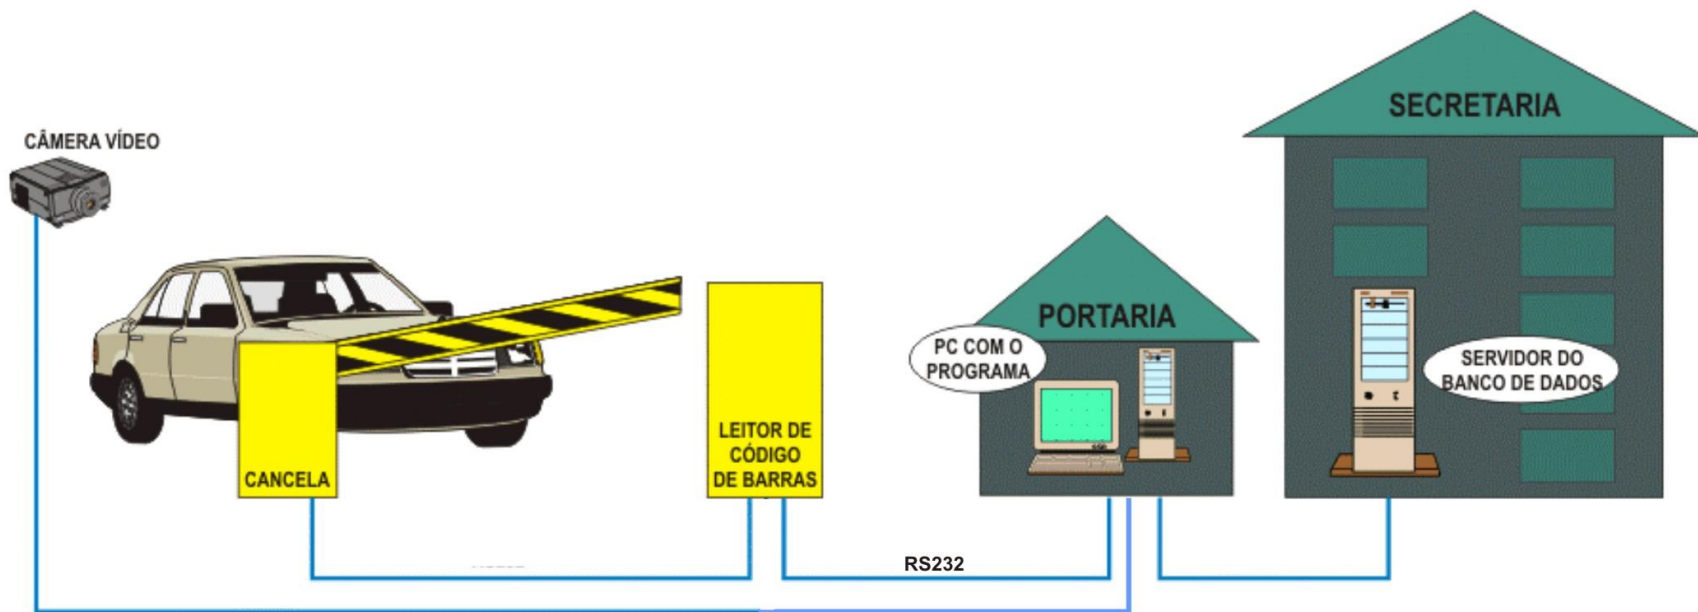 CÂMERA VÍDEO
CANCELA
LEITOR DE
CÓDIGO
DE BARRAS
RS232
PORTARIA
PC COM O
PROGRAMA
SECRETARIA
SERVIDOR DO
BANCO DE DADOS